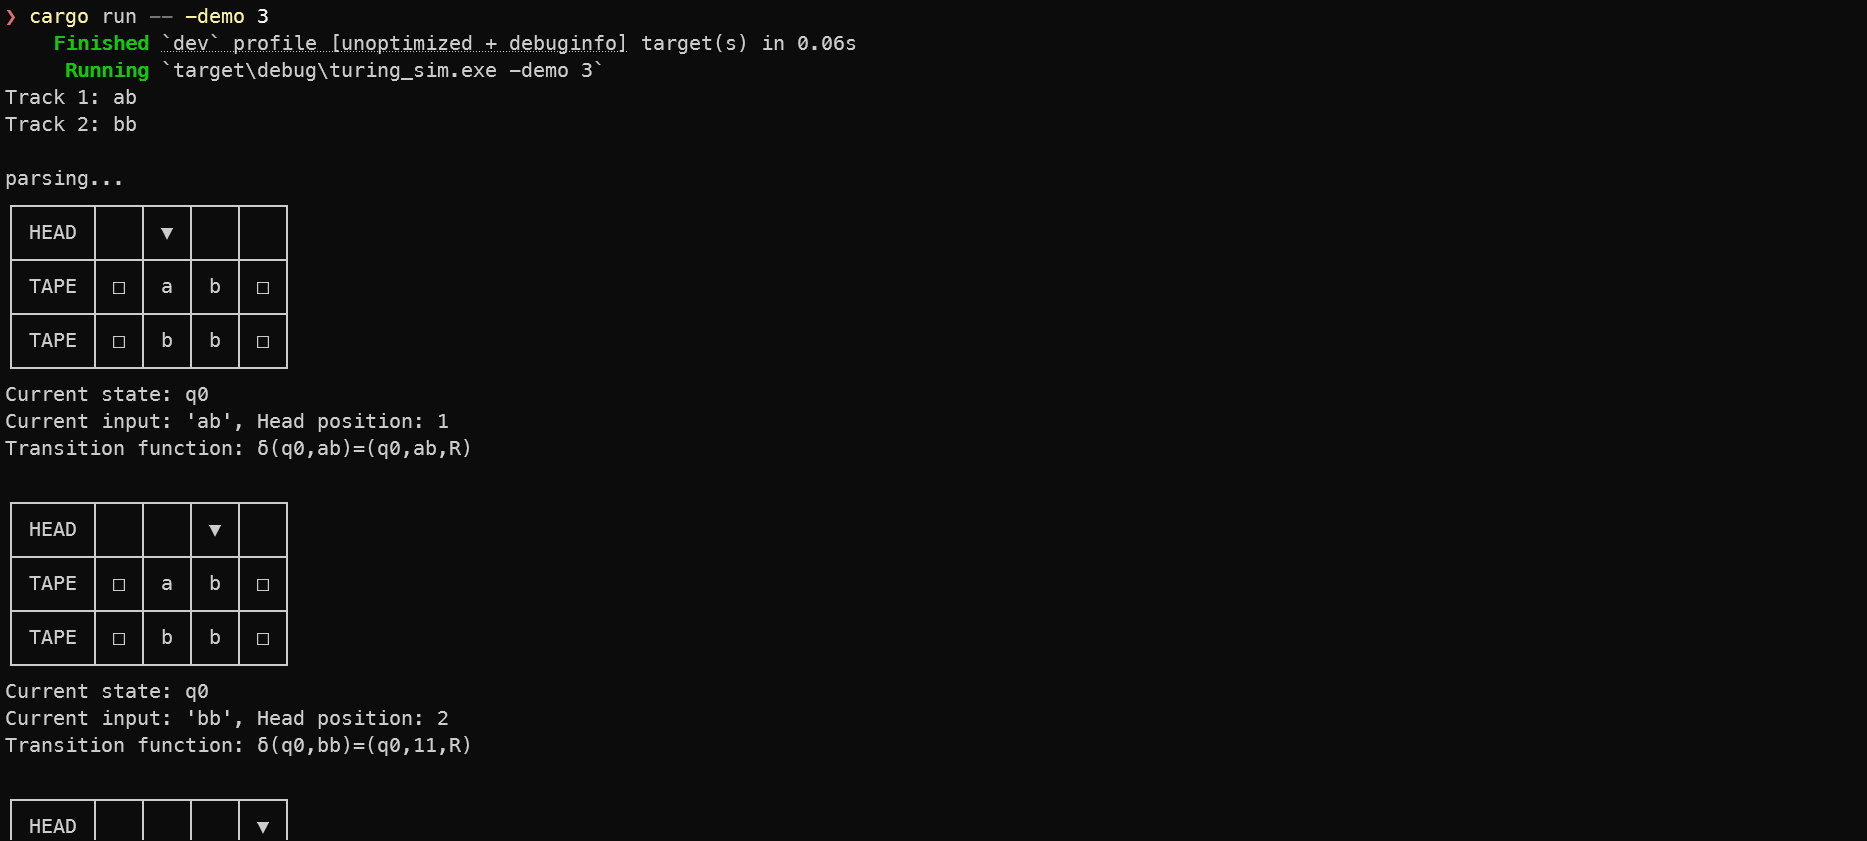 ❯ cargo run -- -demo 3
Finished `dev` profile [unoptimized + debuginfo] target(s) in 0.06s
Running `target\debug\turing_sim.exe -demo 3`
Track 1: ab
Track 2: bb
parsing...
HEAD ▼
TAPE □ a b □
TAPE □ b b □
Current state: q0
Current input: 'ab', Head position: 1
Transition function: δ(q0,ab)=(q0,ab,R)
HEAD ▼
TAPE □ a b □
TAPE □ b b □
Current state: q0
Current input: 'bb', Head position: 2
Transition function: δ(q0,bb)=(q0,11,R)
HEAD ▼